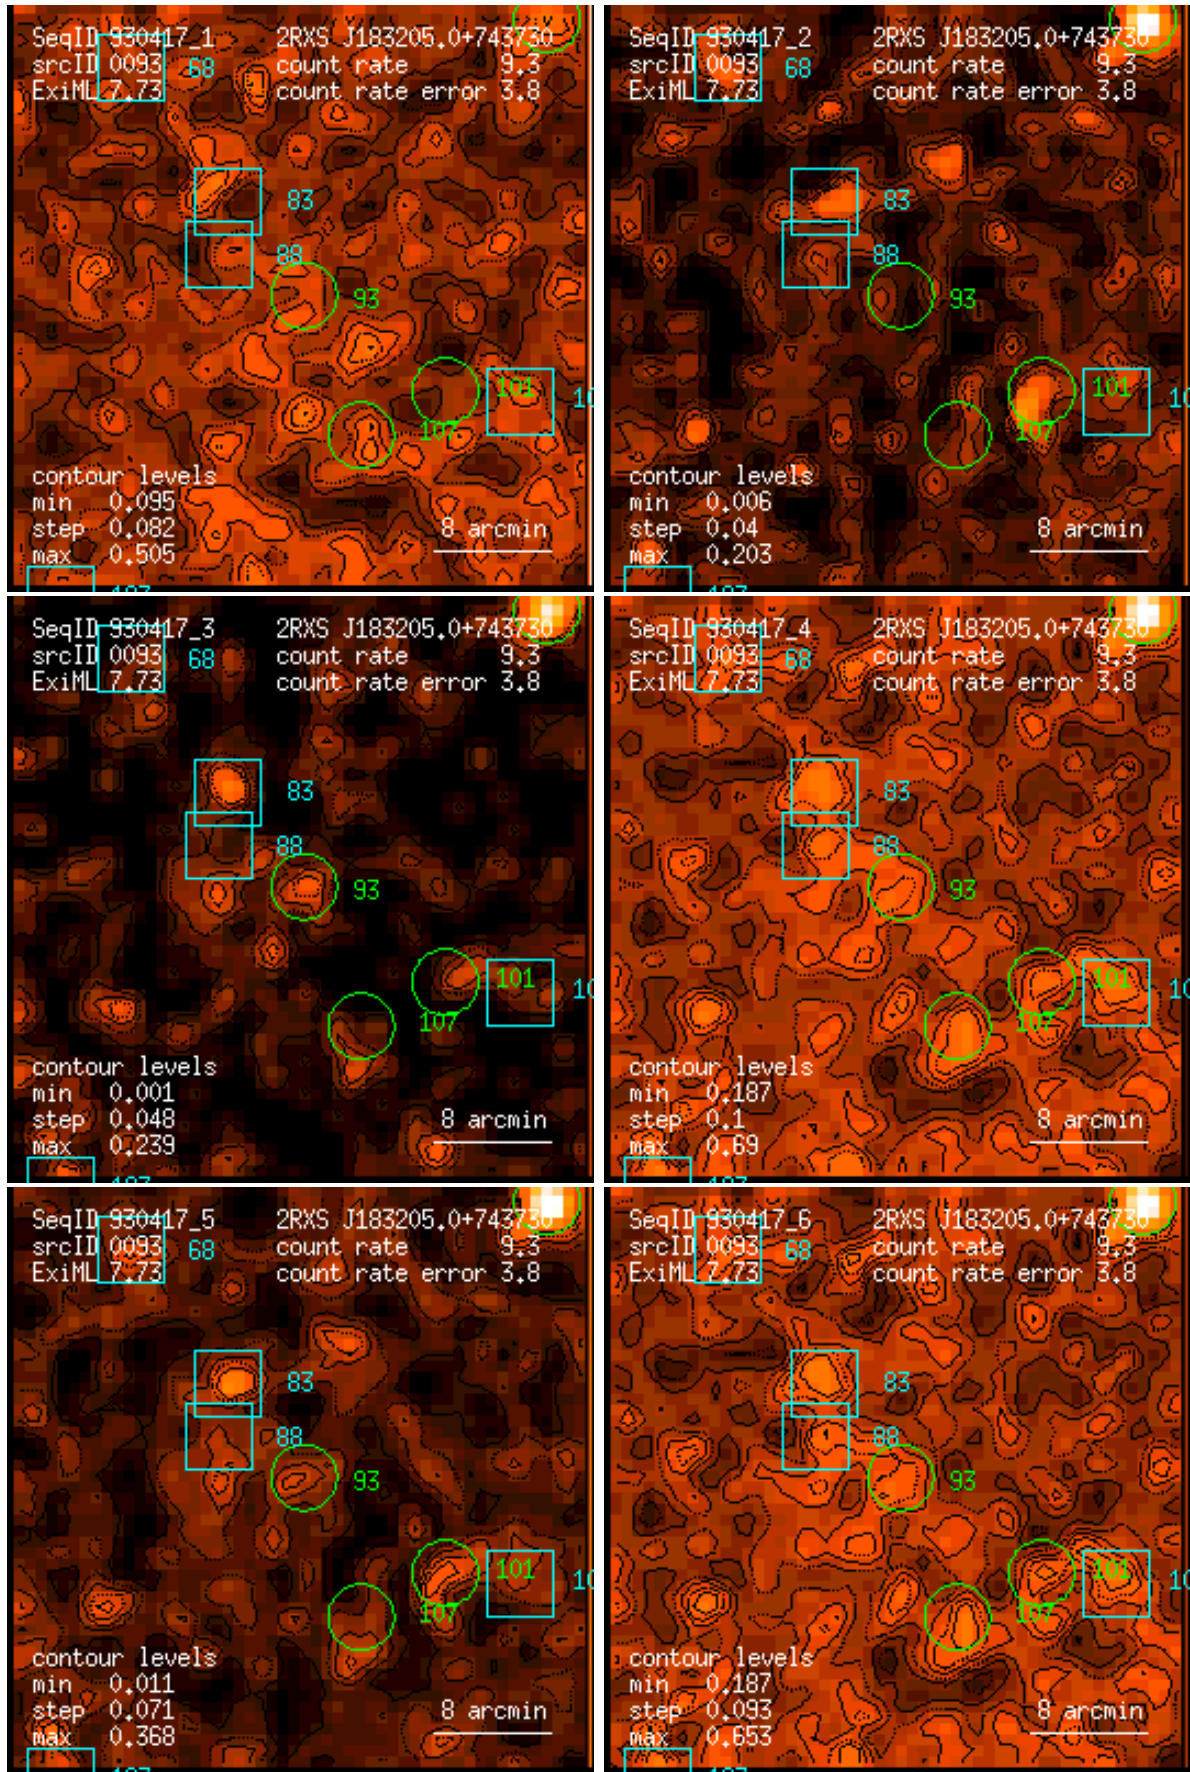 SeqID 930417_1 2RXS J183205.0+743730
srcID 0093 68 count rate 9.3
ExiML 7.73 count rate error 3.8
83
88
93
101
10
107
contour levels
min 0.095
step 0.082 8 arcmin
max 0.505
SeqID 930417_2 2RXS J183205.0+743730
srcID 0093 68 count rate 9.3
ExiML 7.73 count rate error 3.8
83
88
93
101
107
contour levels
min 0.006
step 0.04 8 arcmin
max 0.203
SeqID 930417_3 2RXS J183205.0+743730
srcID 0093 68 count rate 9.3
ExiML 7.73 count rate error 3.8
83
88
93
101
10
107
contour levels
min 0.001
step 0.048 8 arcmin
max 0.239
SeqID 930417_4 2RXS J183205.0+743730
srcID 0093 68 count rate 9.3
ExiML 7.73 count rate error 3.8
83
88
93
101
107
contour levels
min 0.187
step 0.1 8 arcmin
max 0.69
SeqID 930417_5 2RXS J183205.0+743730
srcID 0093 68 count rate 9.3
ExiML 7.73 count rate error 3.8
83
88
93
101
10
107
contour levels
min 0.011
step 0.071 8 arcmin
max 0.368
SeqID 930417_6 2RXS J183205.0+743730
srcID 0093 68 count rate 9.3
ExiML 7.73 count rate error 3.8
83
88
93
101
107
contour levels
min 0.187
step 0.093 8 arcmin
max 0.653